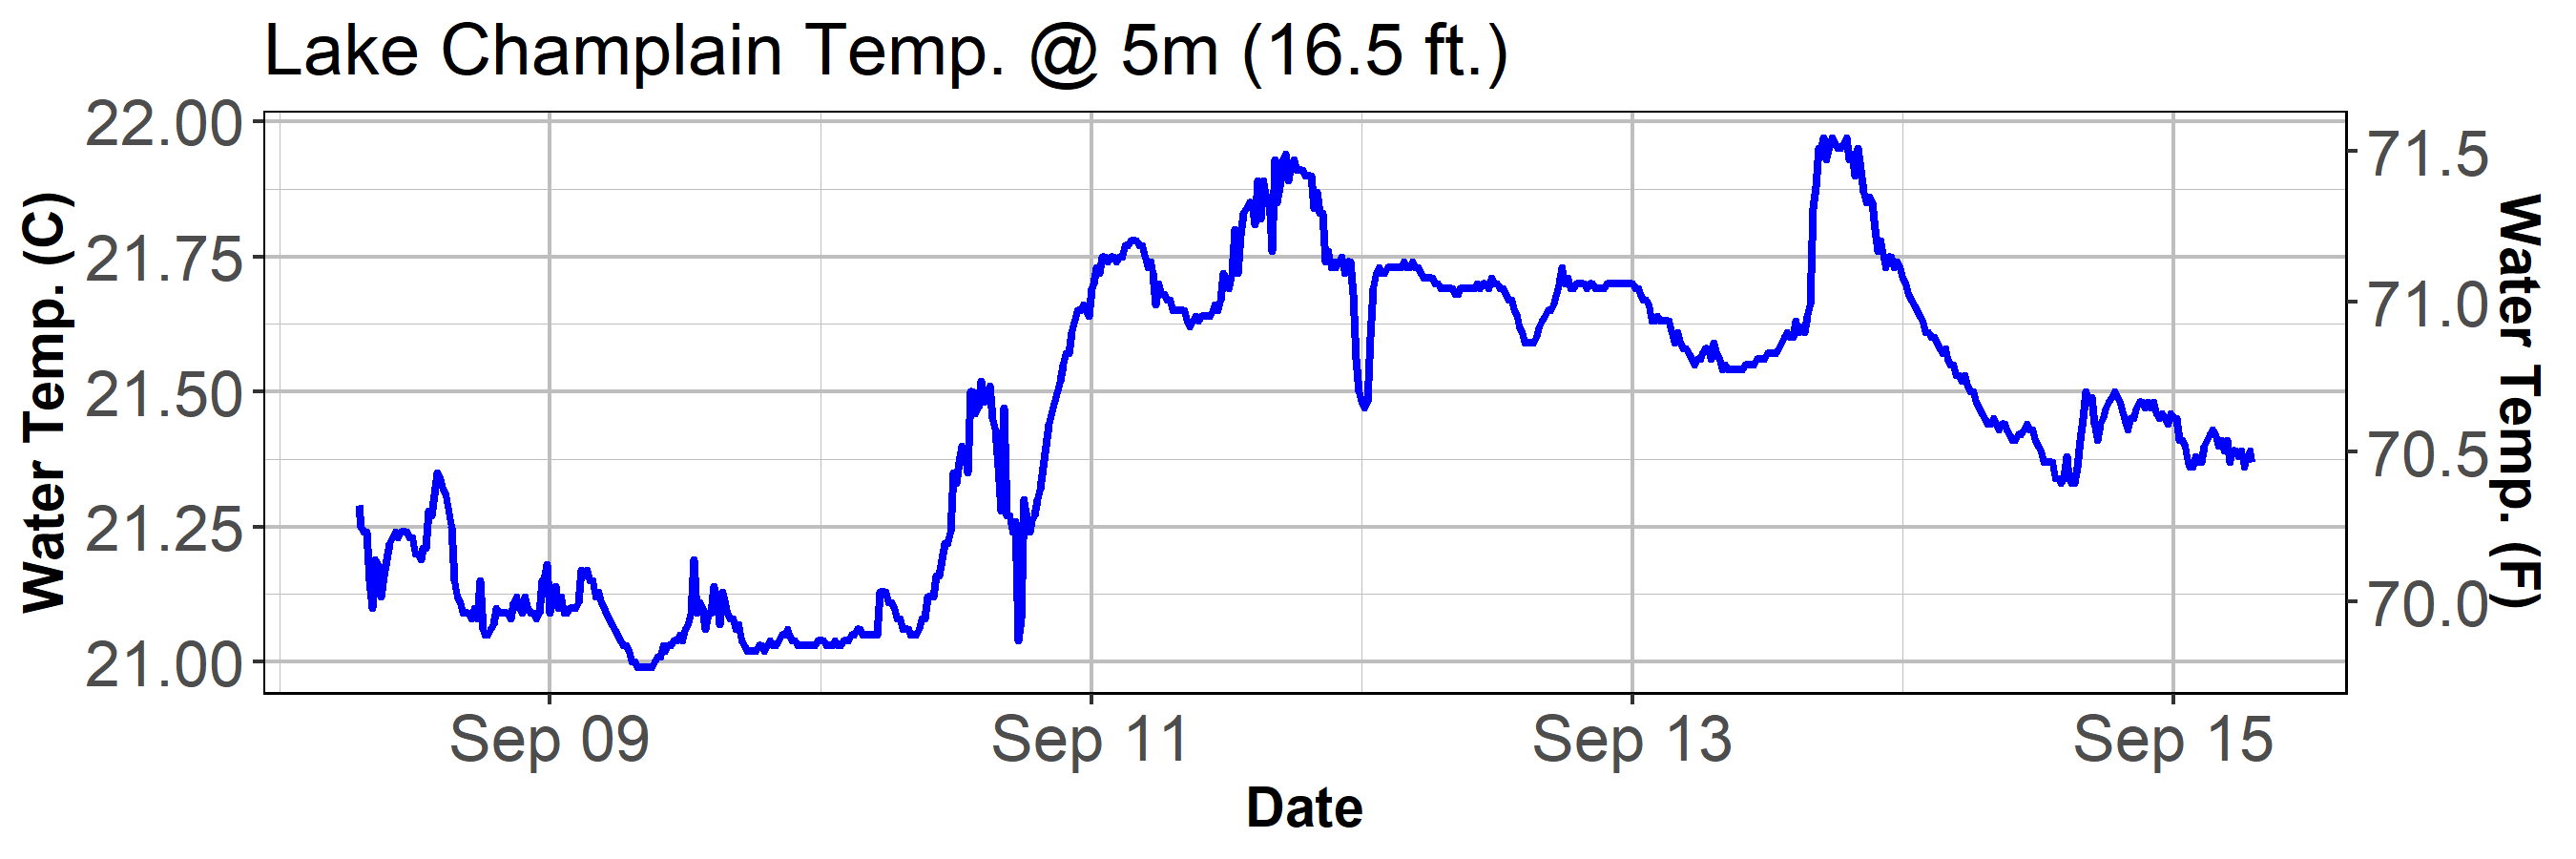 Lake Champlain Temp. @ 5m (16.5 ft.)
Water Temp. (C)
22.00
21.75
21.50
21.25
21.00
71.5
71.0
70.5
70.0
Water Temp. (F)
Sep 09 Sep 11 Sep 13 Sep 15
Date